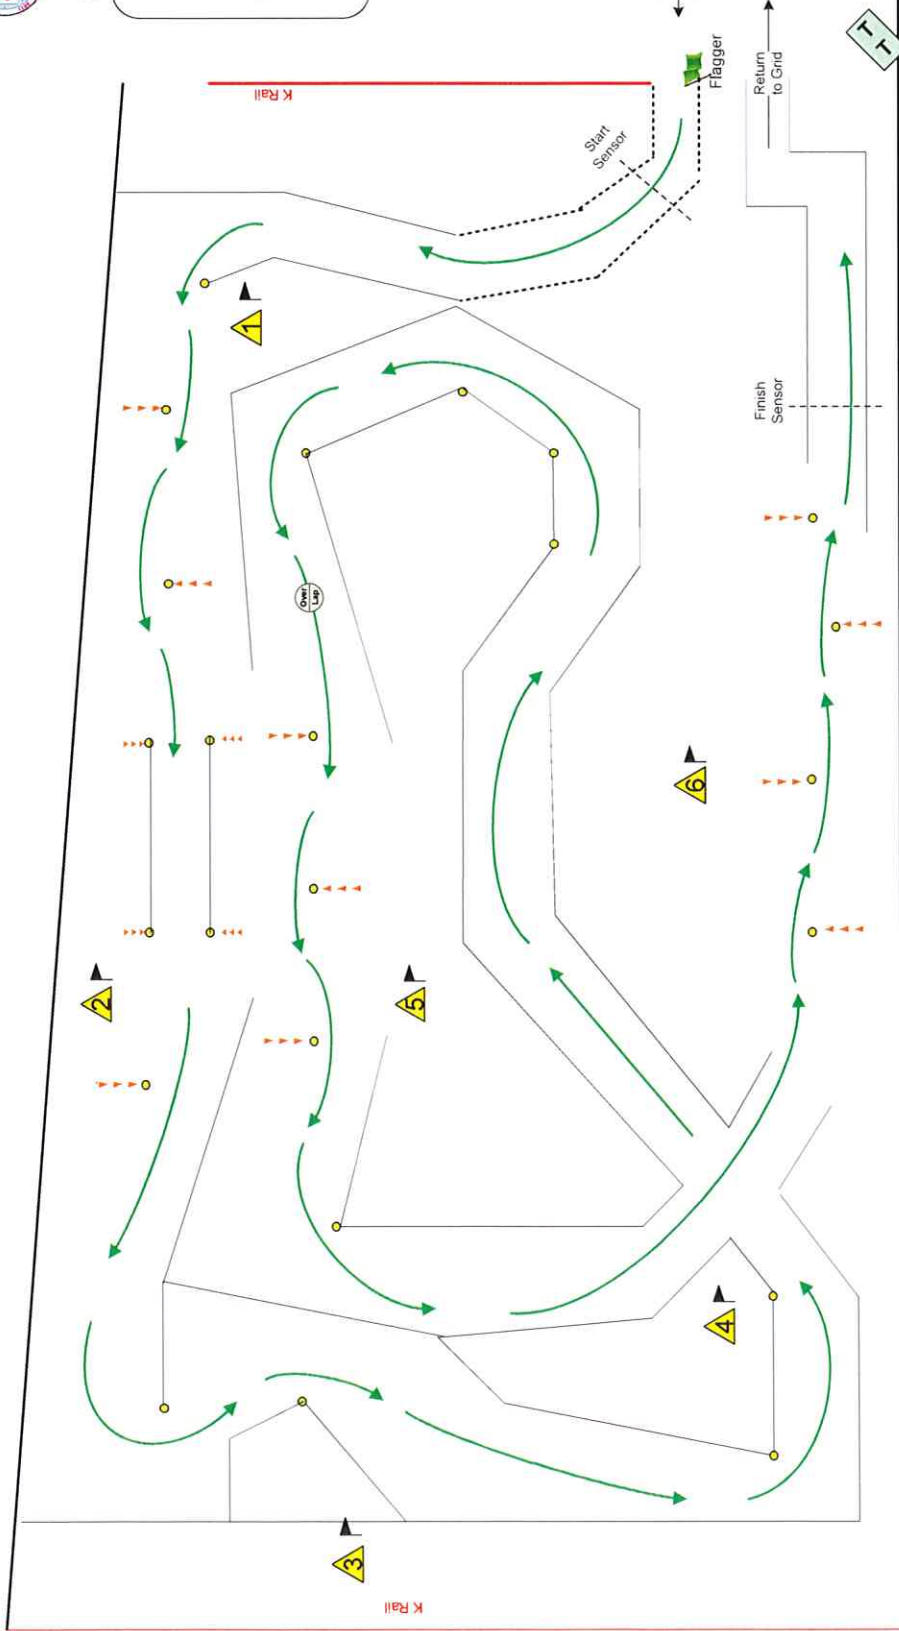 K Rail
Flagger
Return
to Grid
T T
Start
Sensor
1
Finish
Sensor
Over
Lap
6
2
5
4
3
K Rail